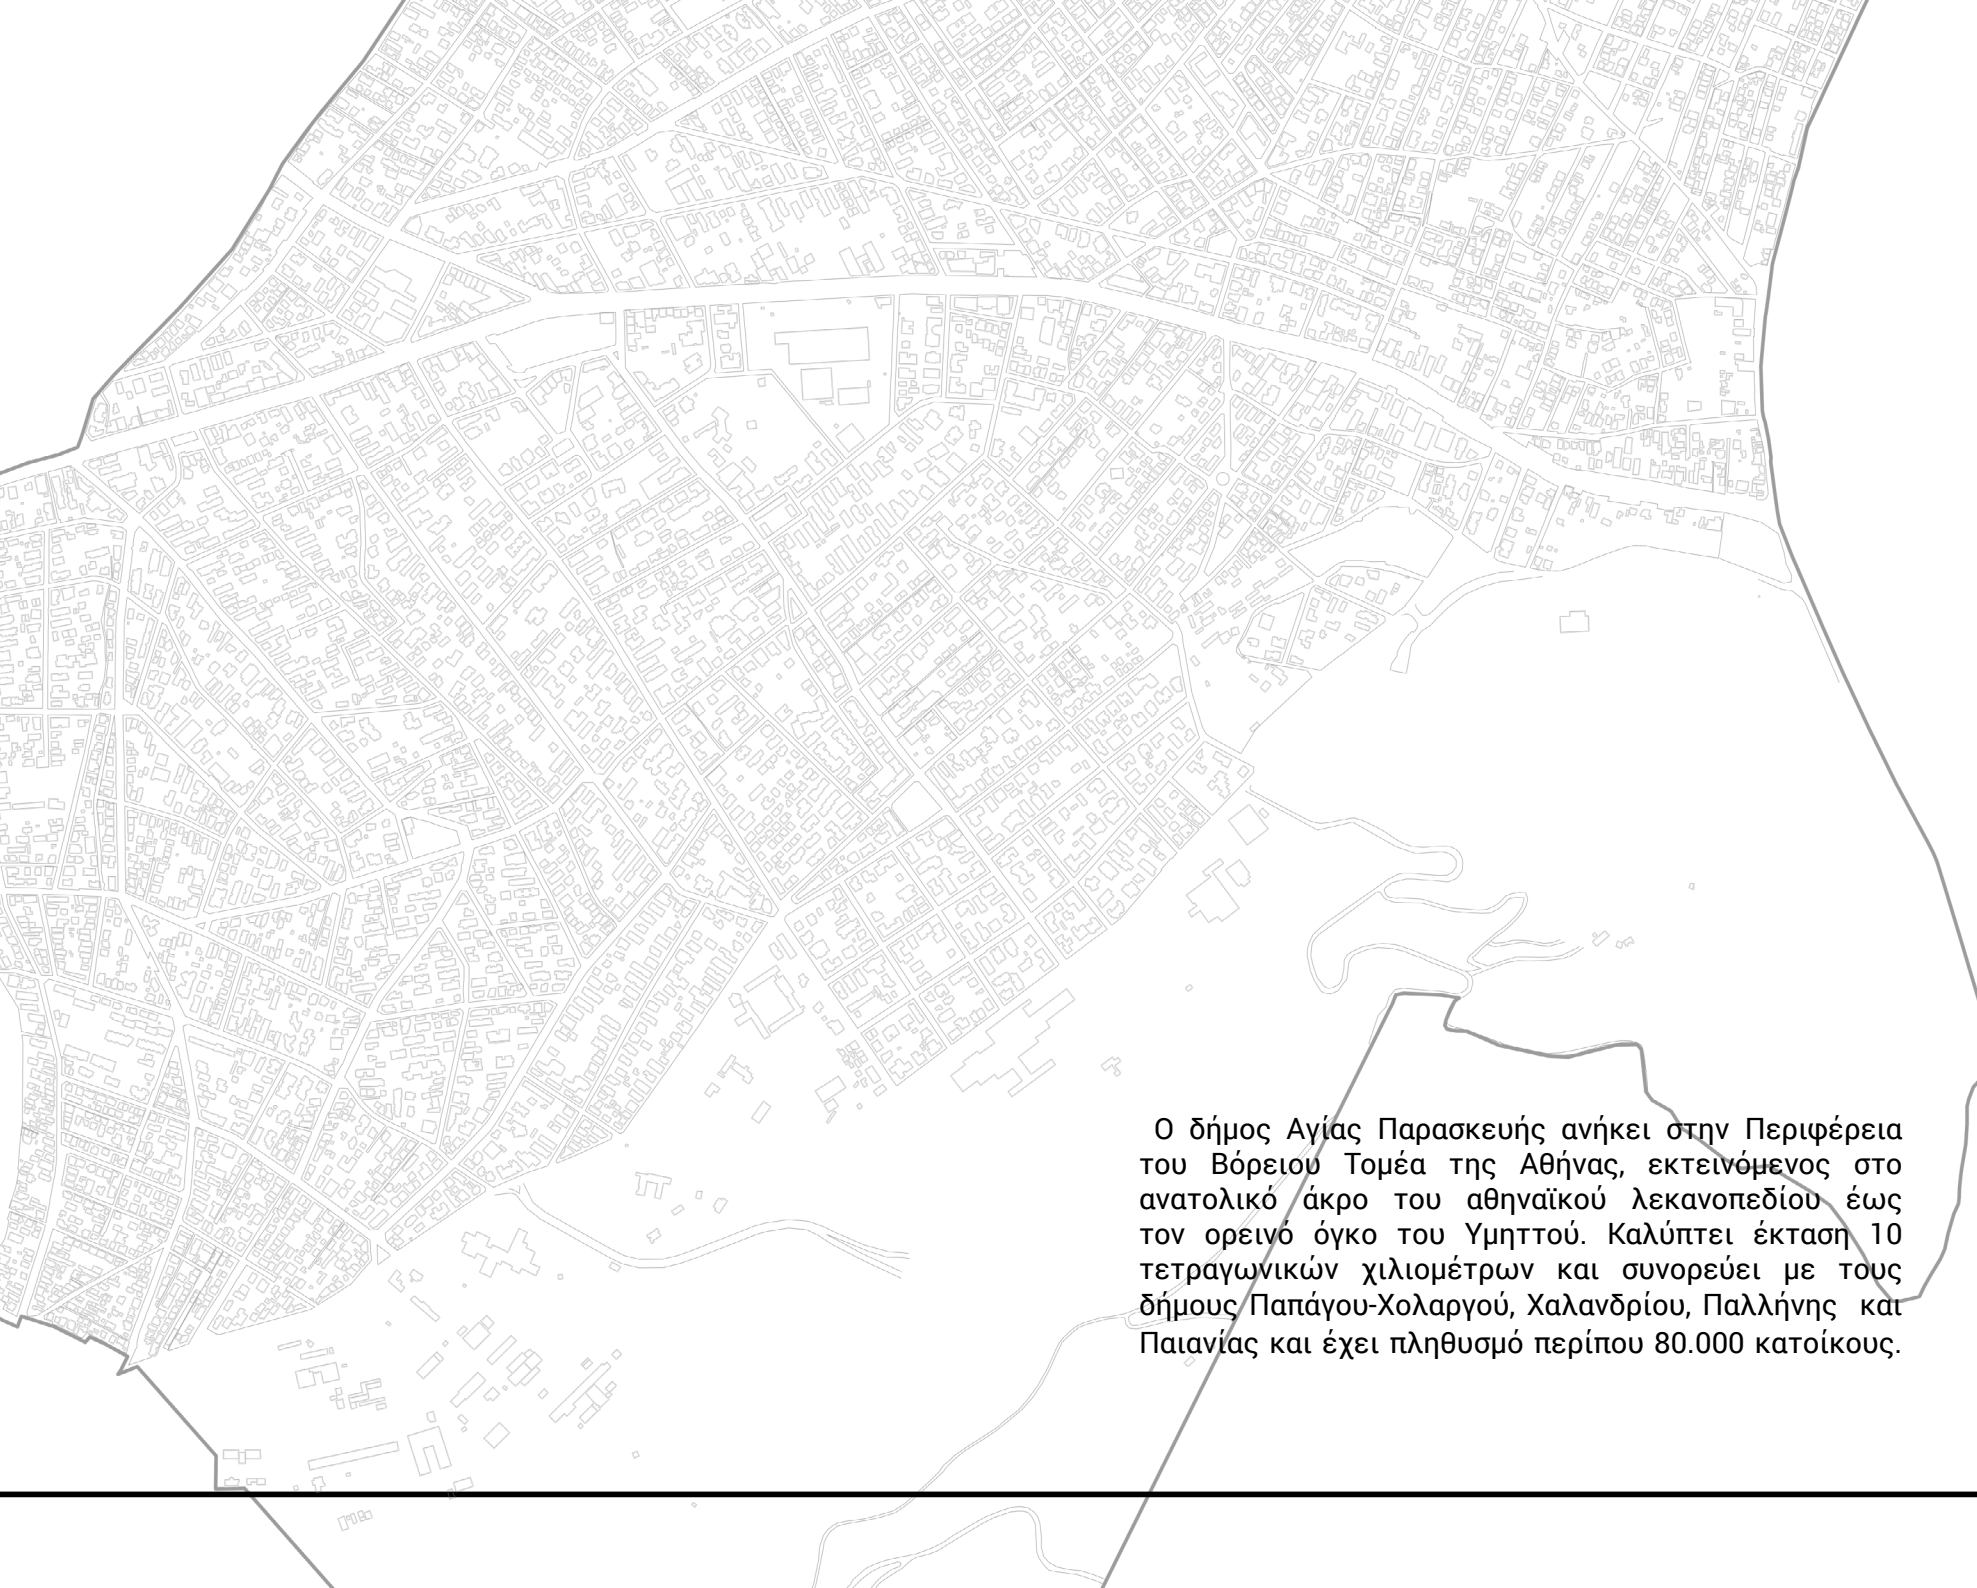 Ο δήμος Αγίας Παρασκευής ανήκει στην Περιφέρεια
του Βόρειου Τομέα της Αθήνας, εκτεινόμενος στο
ανατολικό άκρο του αθηναϊκού λεκανοπεδίου έως
τον ορεινό όγκο του Υμηττού. Καλύπτει έκταση 10
τετραγωνικών χιλιομέτρων και συνορεύει με τους
δήμους Παπάγου-Χολαργού, Χαλανδρίου, Παλλήνης και
Παιανίας και έχει πληθυσμό περίπου 80.000 κατοίκους.